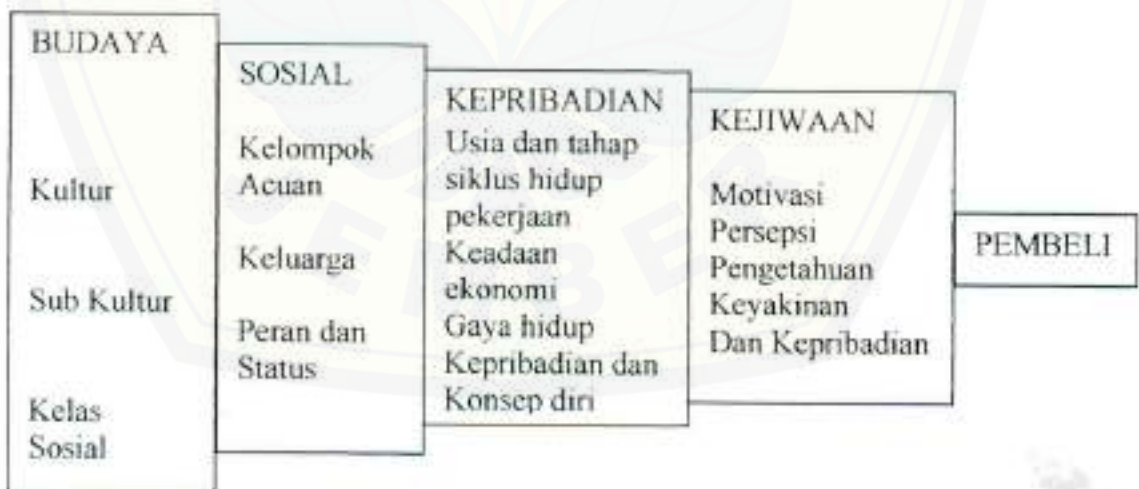 BUDAYA
Kultur
Sub Kultur
Kelas
Sosial
SOSIAL
Kelompok
Acuan
Keluarga
Peran dan
Status
KEPRIBADIAN
Usia dan tahap
siklus hidup
pekerjaan
Keadaan
ekonomi
Gaya hidup
Kepribadian dan
Konsep diri
KEJIWAAN
Motivasi
Persepsi
Pengetahuan
Keyakinan
Dan Kepribadian
PEMBELI